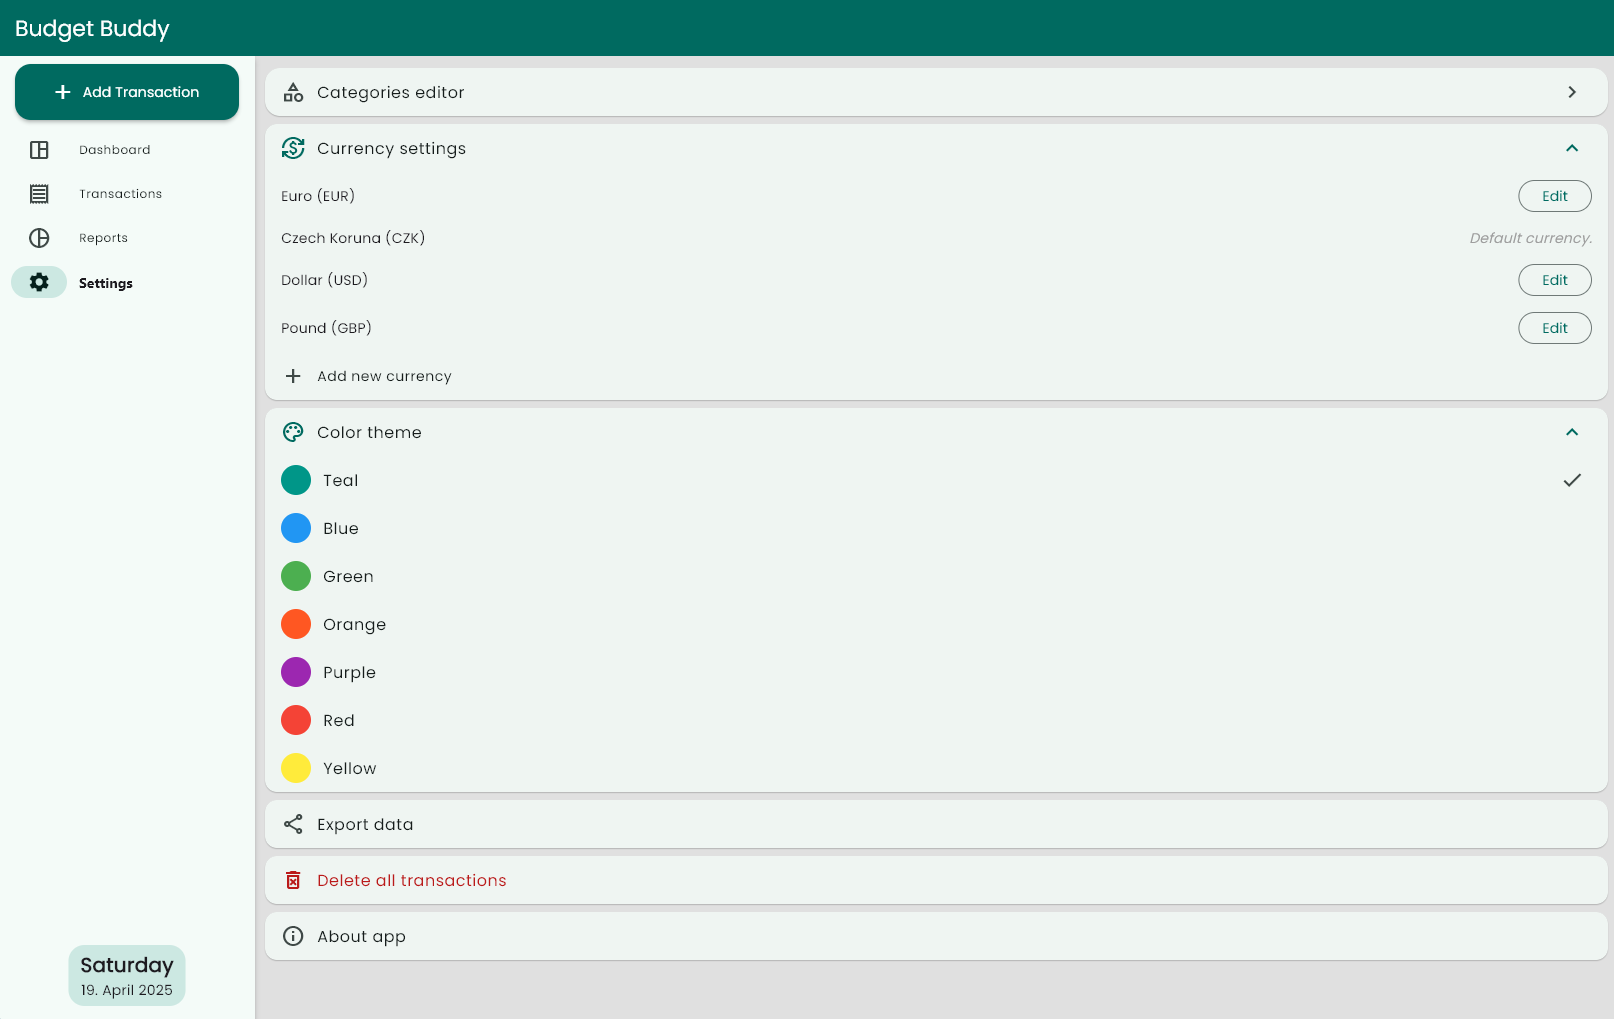 Budget Buddy
Add Transaction
Dashboard
Transactions
Reports
Settings
Saturday
19. April 2025
Categories editor
Currency settings
Euro (EUR) Edit
Czech Koruna (CZK) Default currency.
Dollar (USD) Edit
Pound (GBP) Edit
Add new currency
Color theme
Teal
Blue
Green
Orange
Purple
Red
Yellow
Export data
Delete all transactions
About app